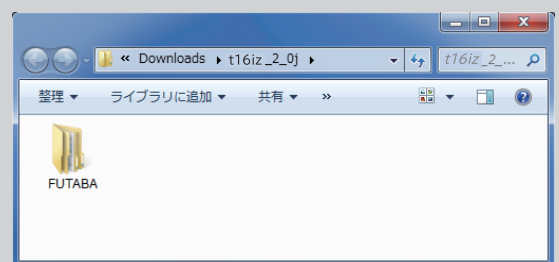 « Downloads ▸ t16iz_2_0j ▸ t16iz_2_...
整理 ▼ ライブラリに追加 ▼ 共有 ▼ »
FUTABA